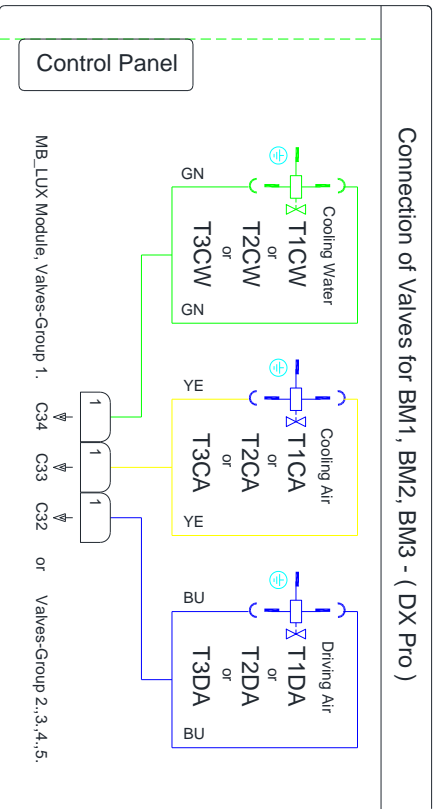 Connection of Valves for BM1, BM2, BM3 - ( DX Pro )
Control Panel
GN
Cooling Water
T1CW
or
T2CW
or
T3CW
GN
YE
Cooling Air
T1CA
or
T2CA
or
T3CA
YE
BU
Driving Air
T1DA
or
T2DA
or
T3DA
BU
1
1
1
MB_LUX Module, Valves-Group 1. C34 C33 C32 or Valves-Group 2.,3.,4.,5.